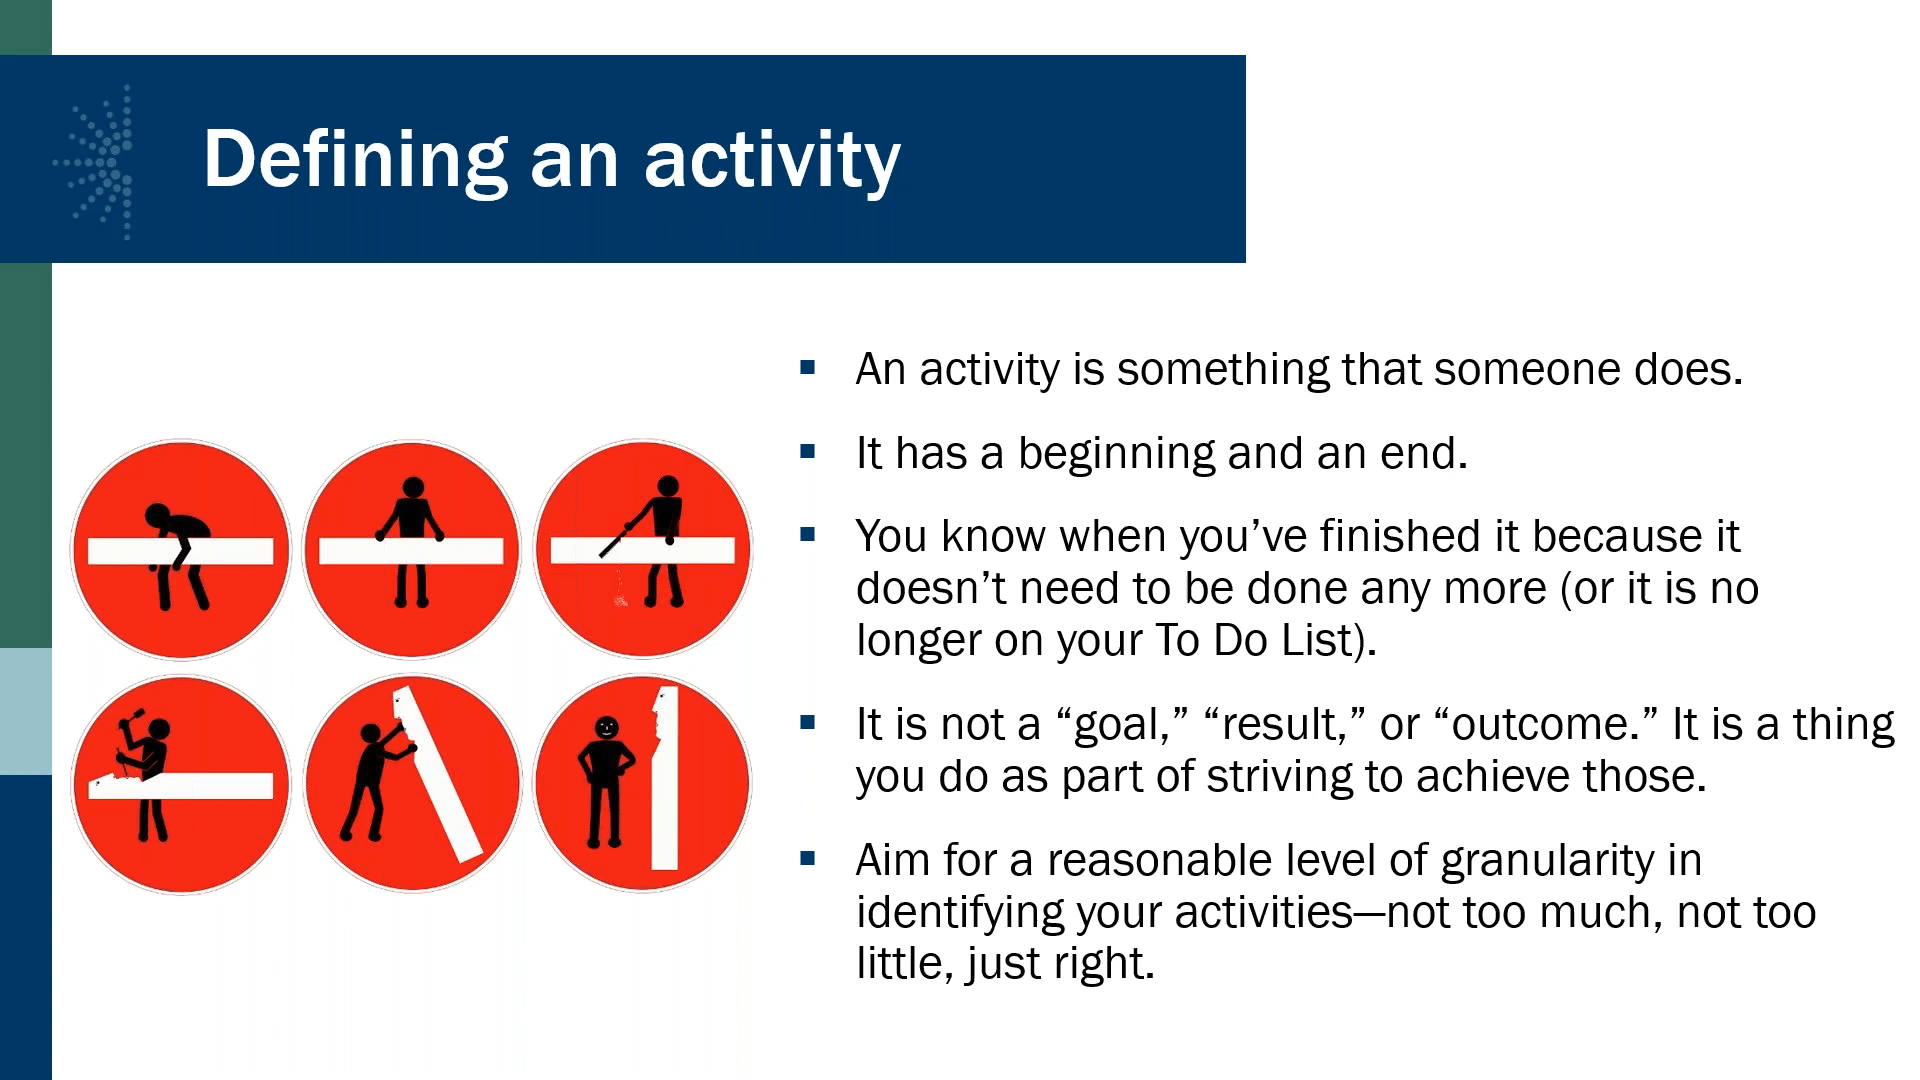 Defining an activity
An activity is something that someone does.
It has a beginning and an end.
You know when you’ve finished it because it
doesn’t need to be done any more (or it is no
longer on your To Do List).
It is not a “goal,” “result,” or “outcome.” It is a thing
you do as part of striving to achieve those.
Aim for a reasonable level of granularity in
identifying your activities—not too much, not too
little, just right.